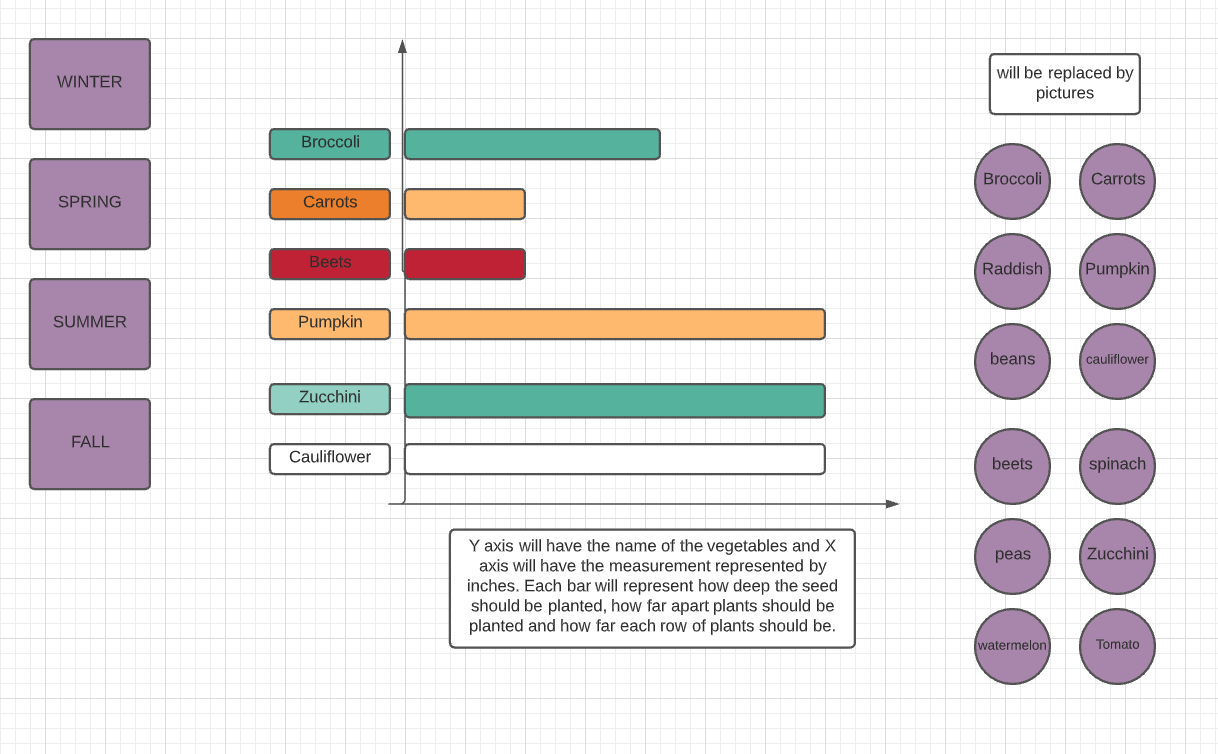 WINTER
SPRING
SUMMER
FALL
Broccoli
Carrots
Beets
Pumpkin
Zucchini
Cauliflower
Y axis will have the name of the vegetables and X
axis will have the measurement represented by
inches. Each bar will represent how deep the seed
should be planted, how far apart plants should be
planted and how far each row of plants should be.
will be replaced by
pictures
Broccoli
Carrots
Raddish
Pumpkin
beans
cauliflower
beets
spinach
peas
Zucchini
watermelon
Tomato